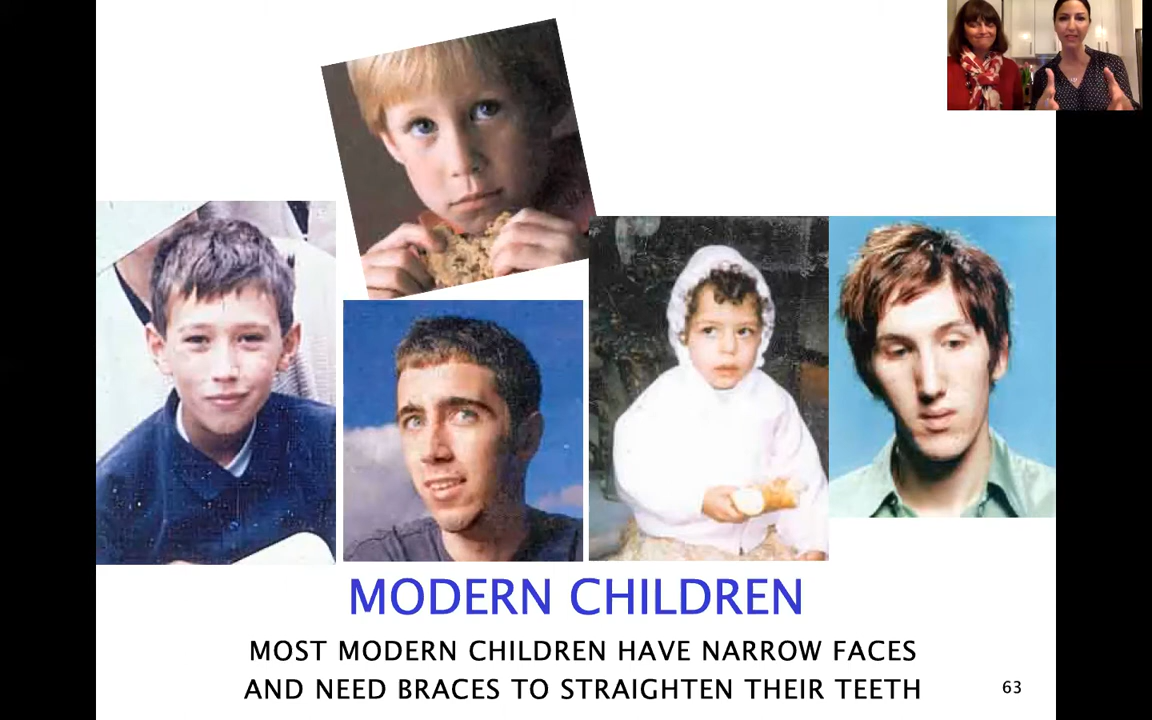 MODERN CHILDREN
MOST MODERN CHILDREN HAVE NARROW FACES
AND NEED BRACES TO STRAIGHTEN THEIR TEETH
63